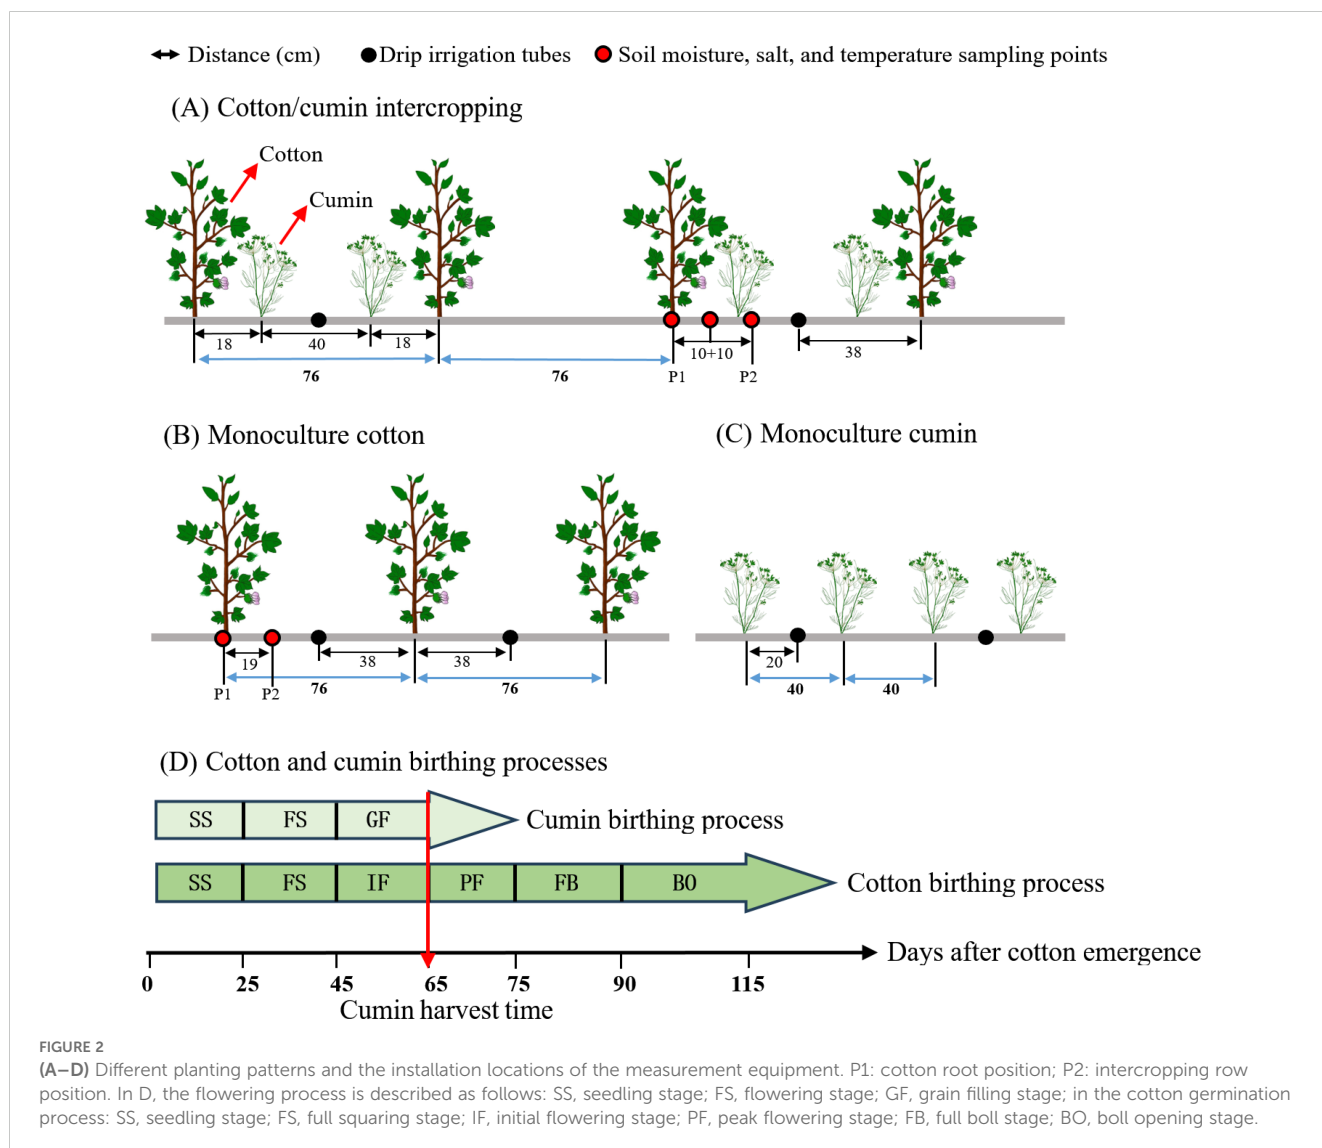 Distance (cm) Drip irrigation tubes Soil moisture, salt, and temperature sampling points
(A) Cotton/cumin intercropping
Cotton
Cumin
18 40 18 10+10 38
76 76 P1 P2
(B) Monoculture cotton (C) Monoculture cumin
19 38 38 20
P1 P2 76 76 40 40
(D) Cotton and cumin birthing processes
SS FS GF Cumin birthing process
SS FS IF PF FB BO Cotton birthing process
Days after cotton emergence
0 25 45 65 75 90 115
Cumin harvest time
FIGURE 2
(A–D) Different planting patterns and the installation locations of the measurement equipment. P1: cotton root position; P2: intercropping row
position. In D, the flowering process is described as follows: SS, seedling stage; FS, flowering stage; GF, grain filling stage; in the cotton germination
process: SS, seedling stage; FS, full squaring stage; IF, initial flowering stage; PF, peak flowering stage; FB, full boll stage; BO, boll opening stage.